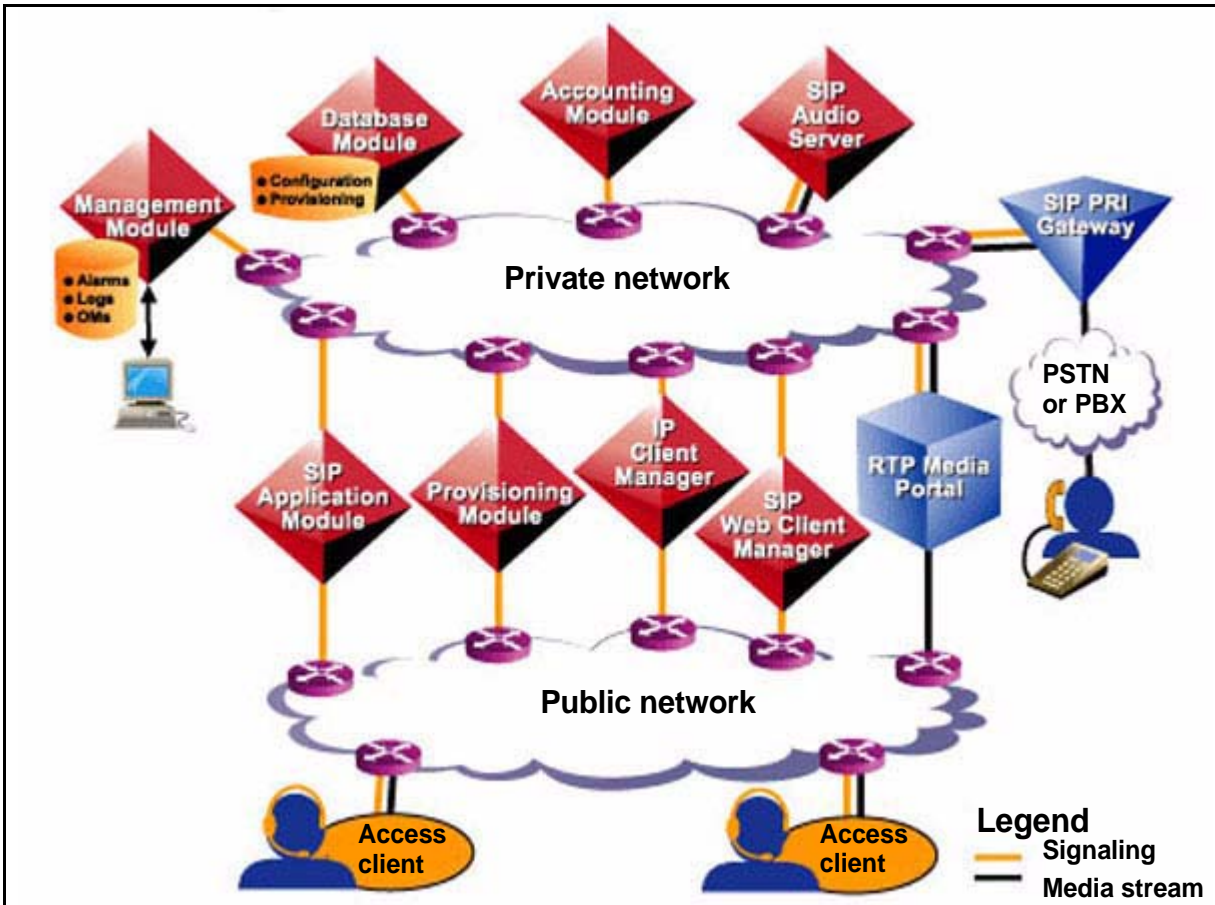 Accounting
Module
SIP
Audio
Server
Database
Module
● Configuration
● Provisioning
Management
Module
● Alarms
● Logs
● OMs
SIP PRI
Gateway
Private network
PSTN
or PBX
SIP
Application
Module
Provisioning
Module
IP
Client
Manager
SIP
Web Client
Manager
RTP Media
Portal
Public network
Access
client
Access
client
Legend
Signaling
Media stream